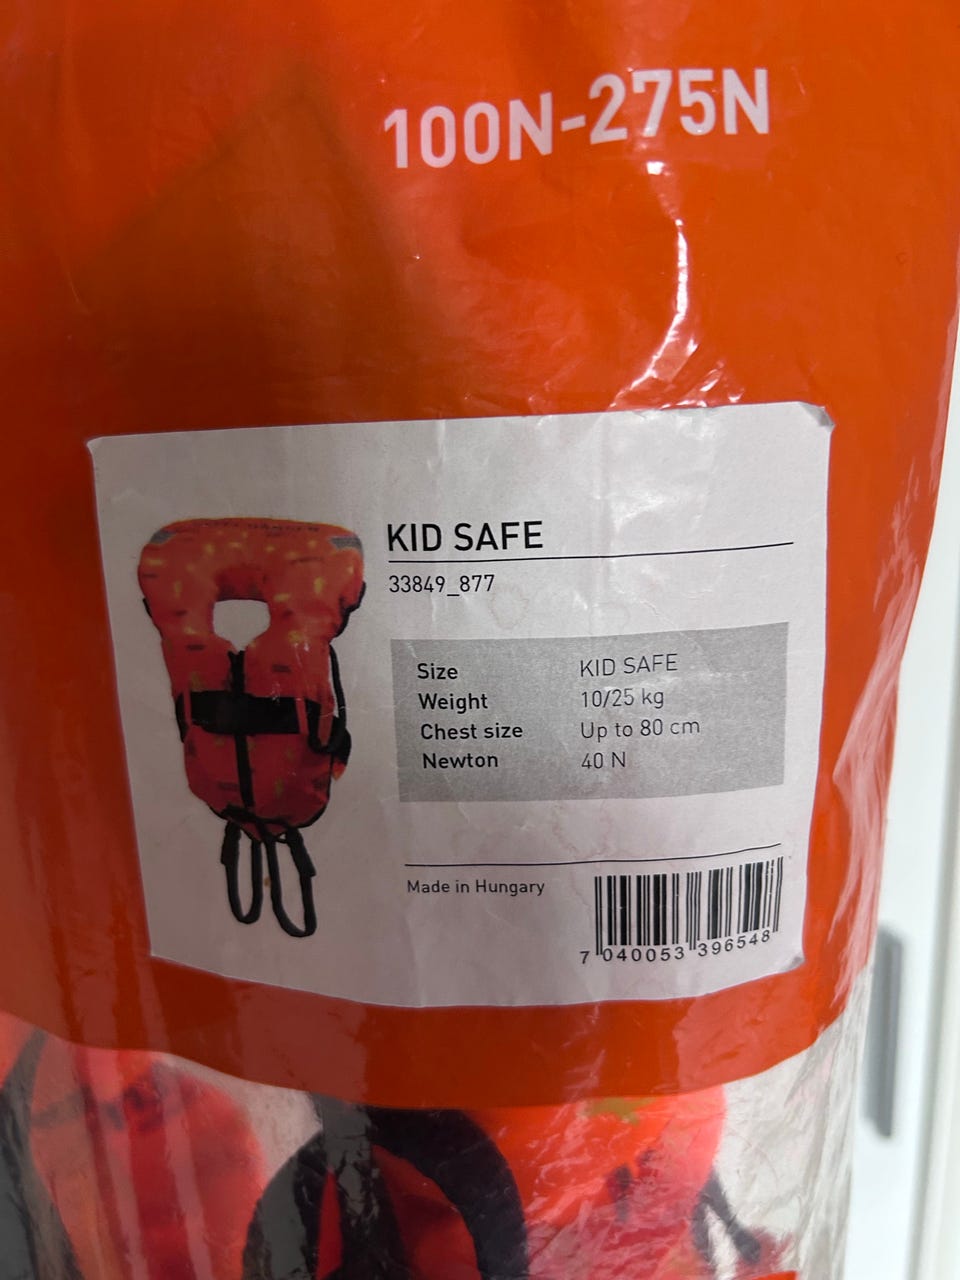 100N-275N
KID SAFE
33849_877
Size KID SAFE
Weight 10/25 kg
Chest size Up to 80 cm
Newton 40 N
Made in Hungary
7 040053 396548